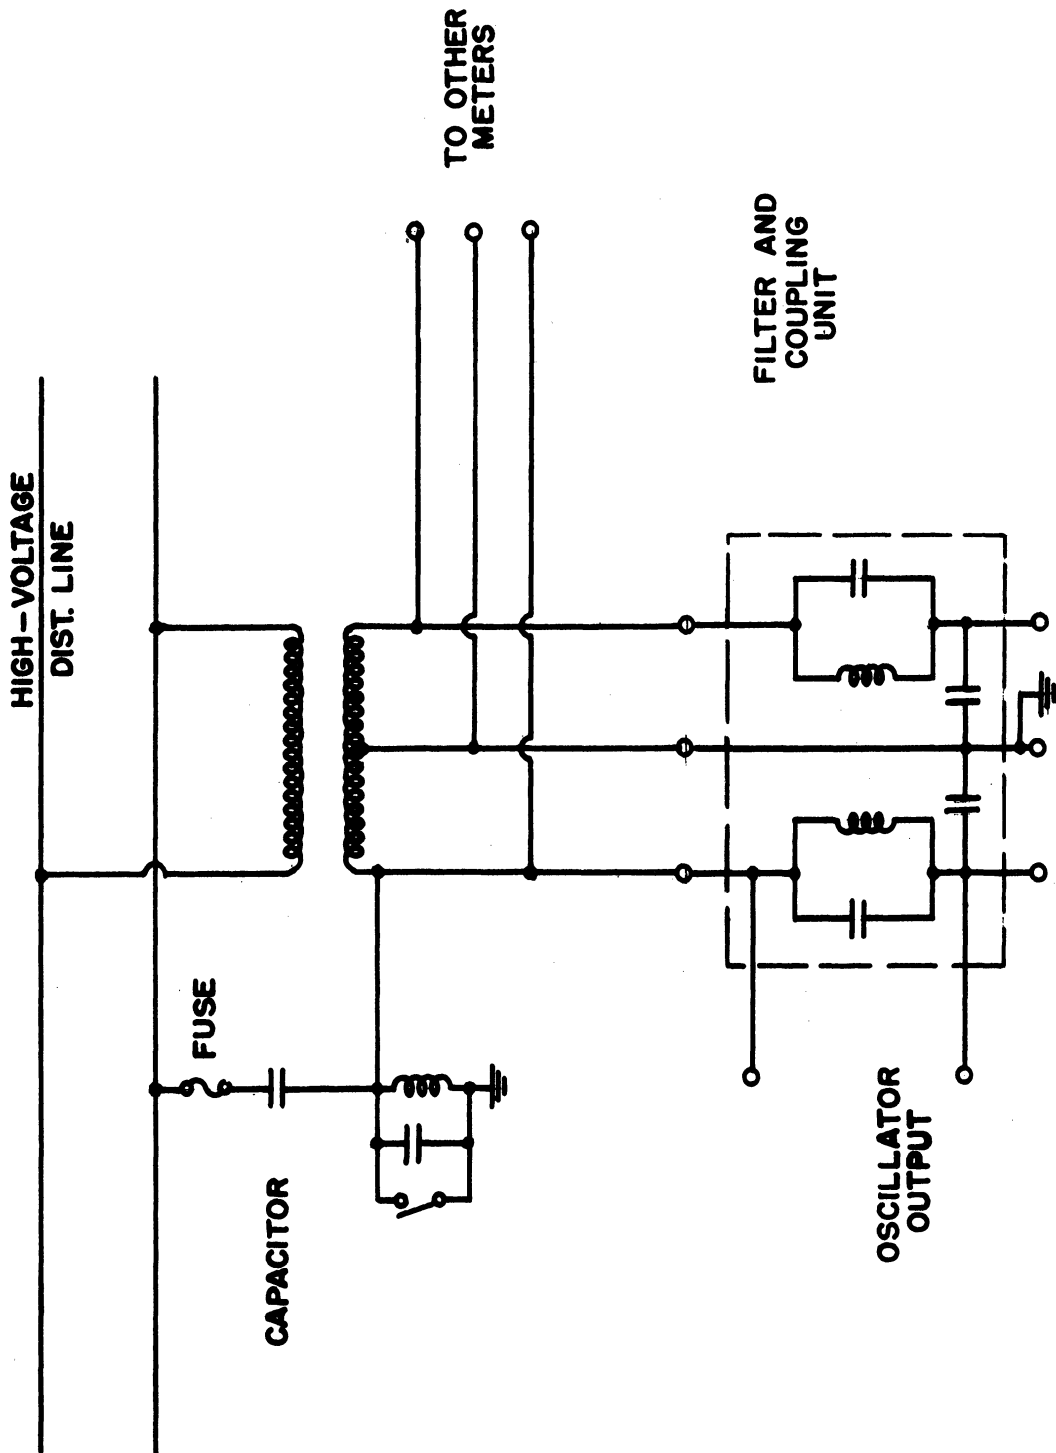 HIGH-VOLTAGE
DIST. LINE
TO OTHER
METERS
FUSE
CAPACITOR
FILTER AND
COUPLING
UNIT
OSCILLATOR
OUTPUT